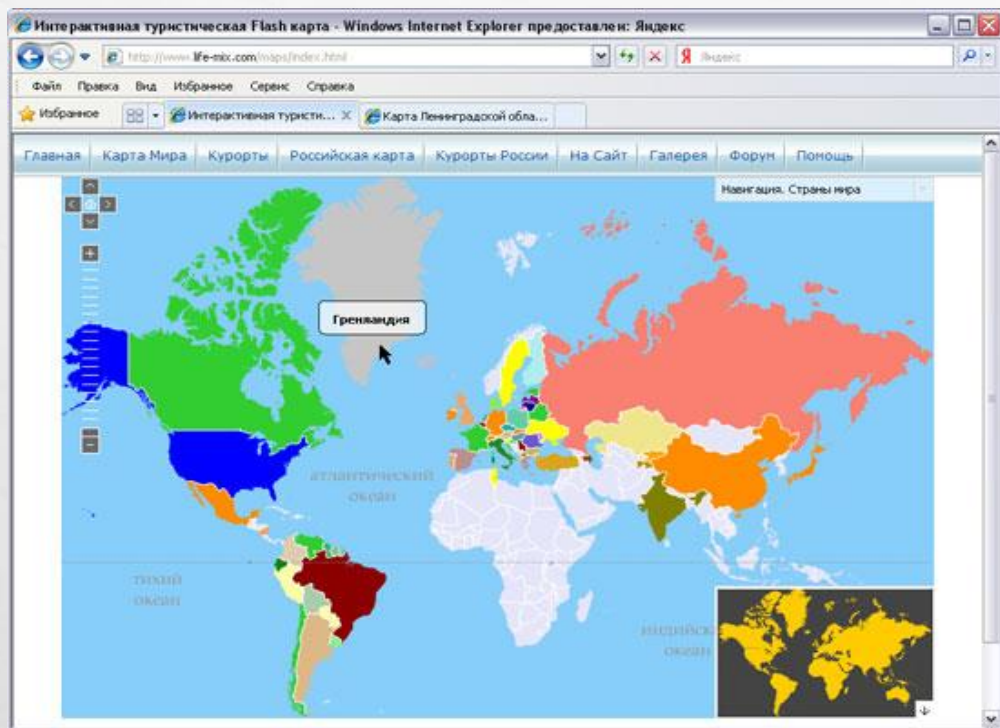 Интерактивная туристическая Flash карта - Windows Internet Explorer предоставлен: Яндекс
http://www.life-mix.com/maps/index.html
Яндекс
Файл Правка Вид Избранное Сервис Справка
Избранное
Интерактивная туристи...
Карта Ленинградской обла...
Главная Карта Мира Курорты Российская карта Курорты России На Сайт Галерея Форум Помощь
Навигация. Страны мира
Гренландия
атлантический
океан
тихий
океан
индийск
океан